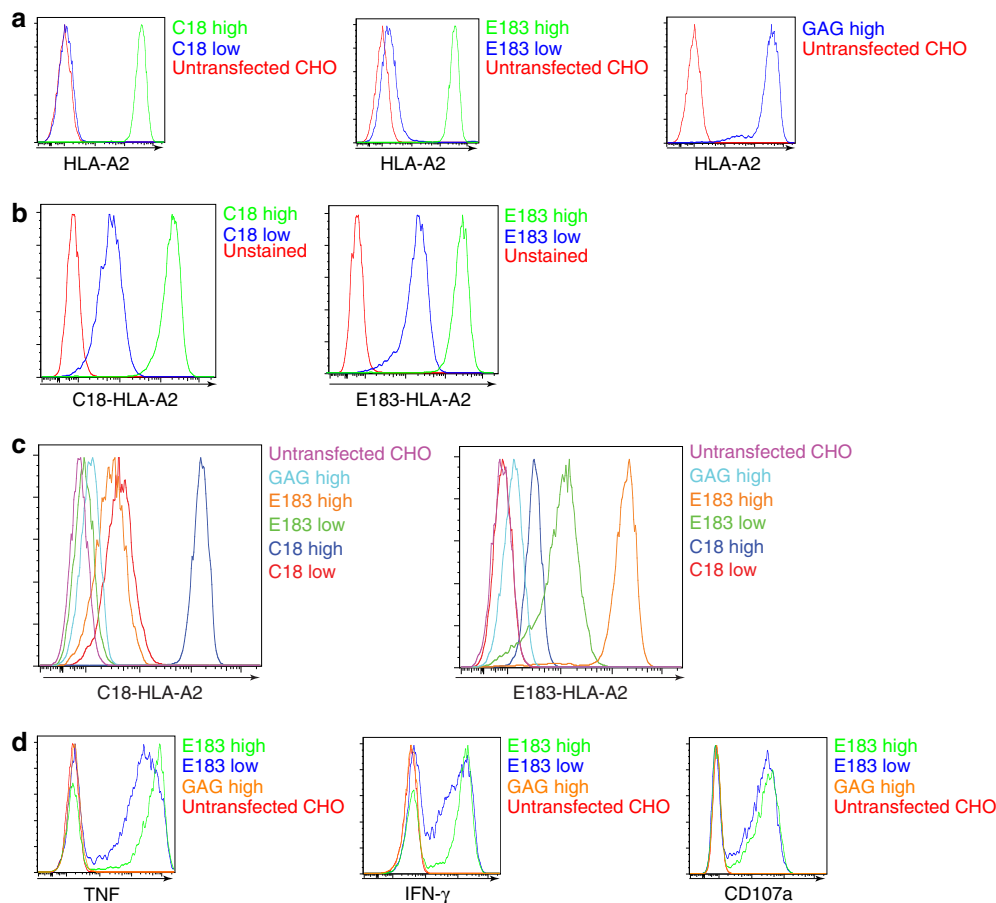 a
C18 high
C18 low
Untransfected CHO
HLA-A2
E183 high
E183 low
Untransfected CHO
HLA-A2
GAG high
Untransfected CHO
HLA-A2
b
C18 high
C18 low
Unstained
C18-HLA-A2
E183 high
E183 low
Unstained
E183-HLA-A2
c
Untransfected CHO
GAG high
E183 high
E183 low
C18 high
C18 low
C18-HLA-A2
Untransfected CHO
GAG high
E183 high
E183 low
C18 high
C18 low
E183-HLA-A2
d
E183 high
E183 low
GAG high
Untransfected CHO
TNF
E183 high
E183 low
GAG high
Untransfected CHO
IFN-γ
E183 high
E183 low
GAG high
Untransfected CHO
CD107a